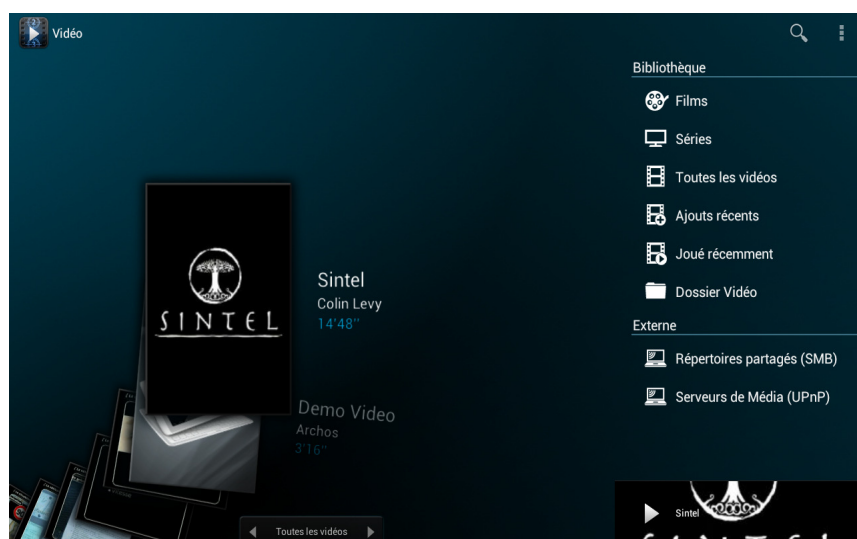 Vidéo
Bibliothèque
Films
Séries
Toutes les vidéos
Ajouts récents
Joué récemment
Dossier Vidéo
Externe
Répertoires partagés (SMB)
Serveurs de Média (UPnP)
SINTEL
Sintel
Colin Levy
14'48''
Demo Video
Archos
3'16''
Toutes les vidéos
Sintel